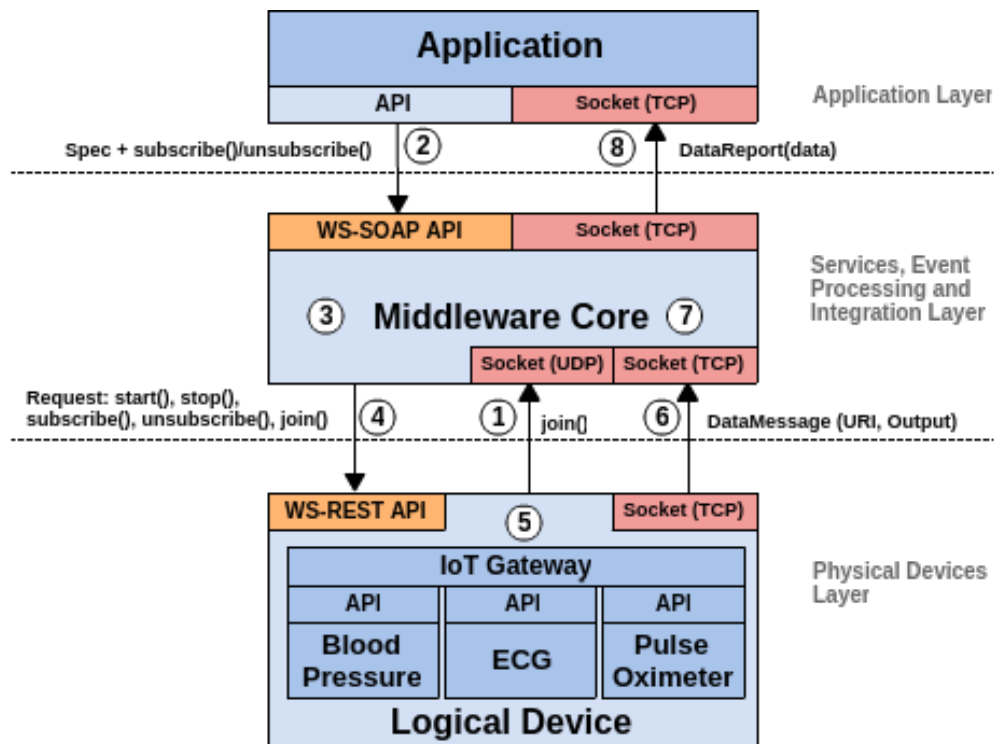 Application
API
Socket (TCP)
Application Layer
Spec + subscribe()/unsubscribe()
2
8
DataReport(data)
WS-SOAP API
Socket (TCP)
Services, Event
Processing and
Integration Layer
3
Middleware Core
7
Socket (UDP)
Socket (TCP)
Request: start(), stop(),
subscribe(), unsubscribe(), join()
4
1
join()
6
DataMessage (URI, Output)
WS-REST API
5
Socket (TCP)
IoT Gateway
Physical Devices
Layer
API
API
API
Blood
Pressure
ECG
Pulse
Oximeter
Logical Device